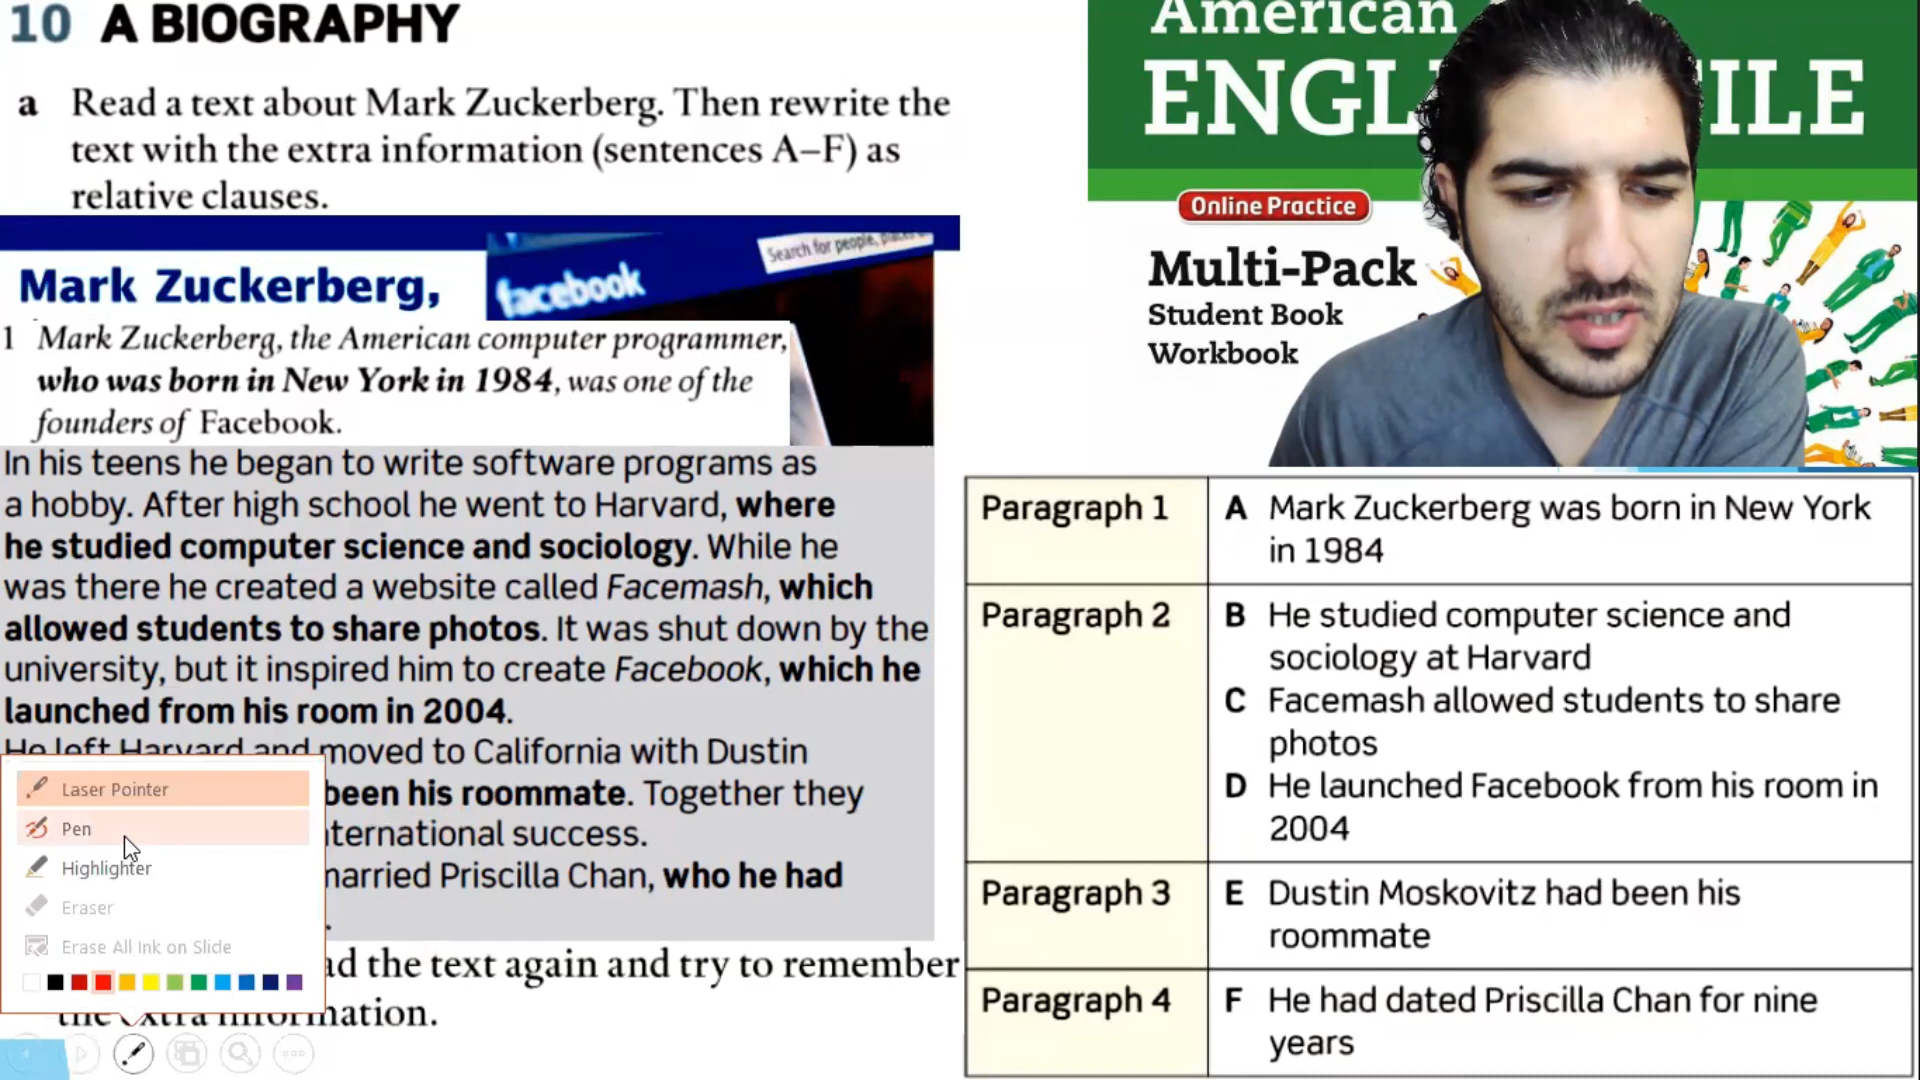 10 A BIOGRAPHY
a Read a text about Mark Zuckerberg. Then rewrite the
text with the extra information (sentences A–F) as
relative clauses.
Mark Zuckerberg,
facebook
Search for people, places
1 Mark Zuckerberg, the American computer programmer,
who was born in New York in 1984, was one of the
founders of Facebook.
In his teens he began to write software programs as
a hobby. After high school he went to Harvard, where
he studied computer science and sociology. While he
was there he created a website called Facemash, which
allowed students to share photos. It was shut down by the
university, but it inspired him to create Facebook, which he
launched from his room in 2004.
He left Harvard and moved to California with Dustin
been his roommate. Together they
ternational success.
married Priscilla Chan, who he had
.
ad the text again and try to remember
the extra information.
Laser Pointer
Pen
Highlighter
Eraser
Erase All Ink on Slide
American
ENGL ILE
Online Practice
Multi-Pack
Student Book
Workbook
Paragraph 1
A Mark Zuckerberg was born in New York
in 1984
Paragraph 2
B He studied computer science and
sociology at Harvard
C Facemash allowed students to share
photos
D He launched Facebook from his room in
2004
Paragraph 3
E Dustin Moskovitz had been his
roommate
Paragraph 4
F He had dated Priscilla Chan for nine
years